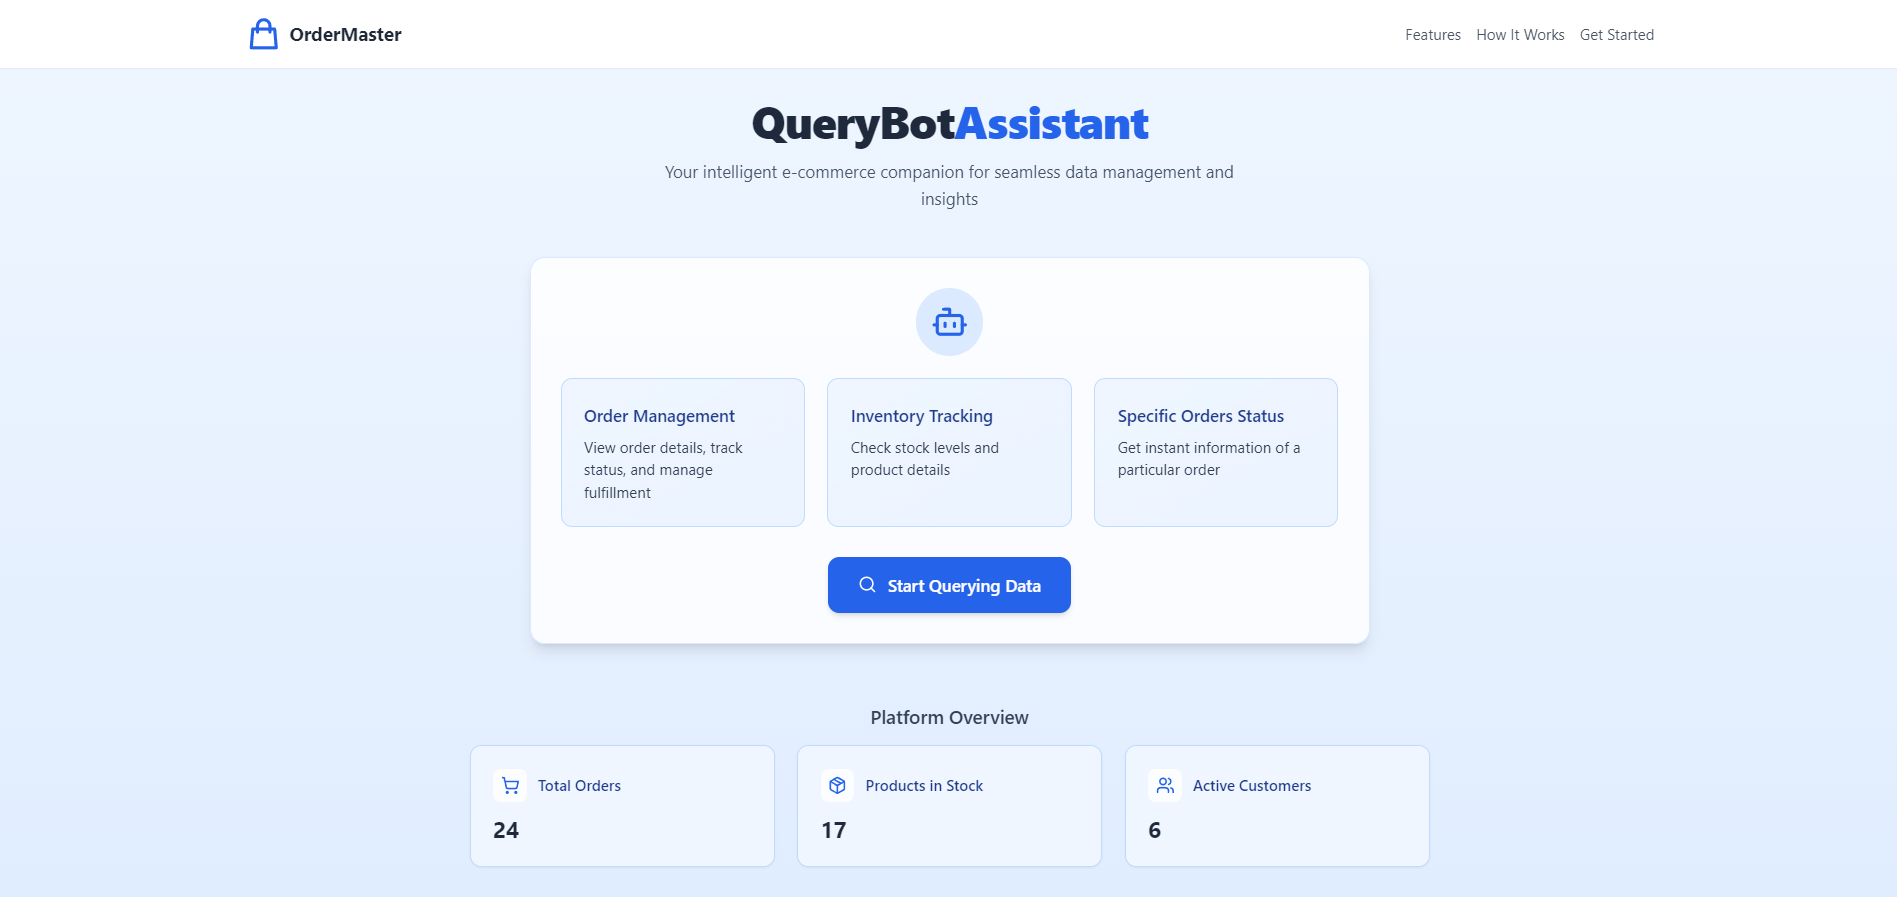 OrderMaster
Features How It Works Get Started
QueryBotAssistant
Your intelligent e-commerce companion for seamless data management and
insights
Order Management
View order details, track
status, and manage
fulfillment
Inventory Tracking
Check stock levels and
product details
Specific Orders Status
Get instant information of a
particular order
Start Querying Data
Platform Overview
Total Orders
24
Products in Stock
17
Active Customers
6